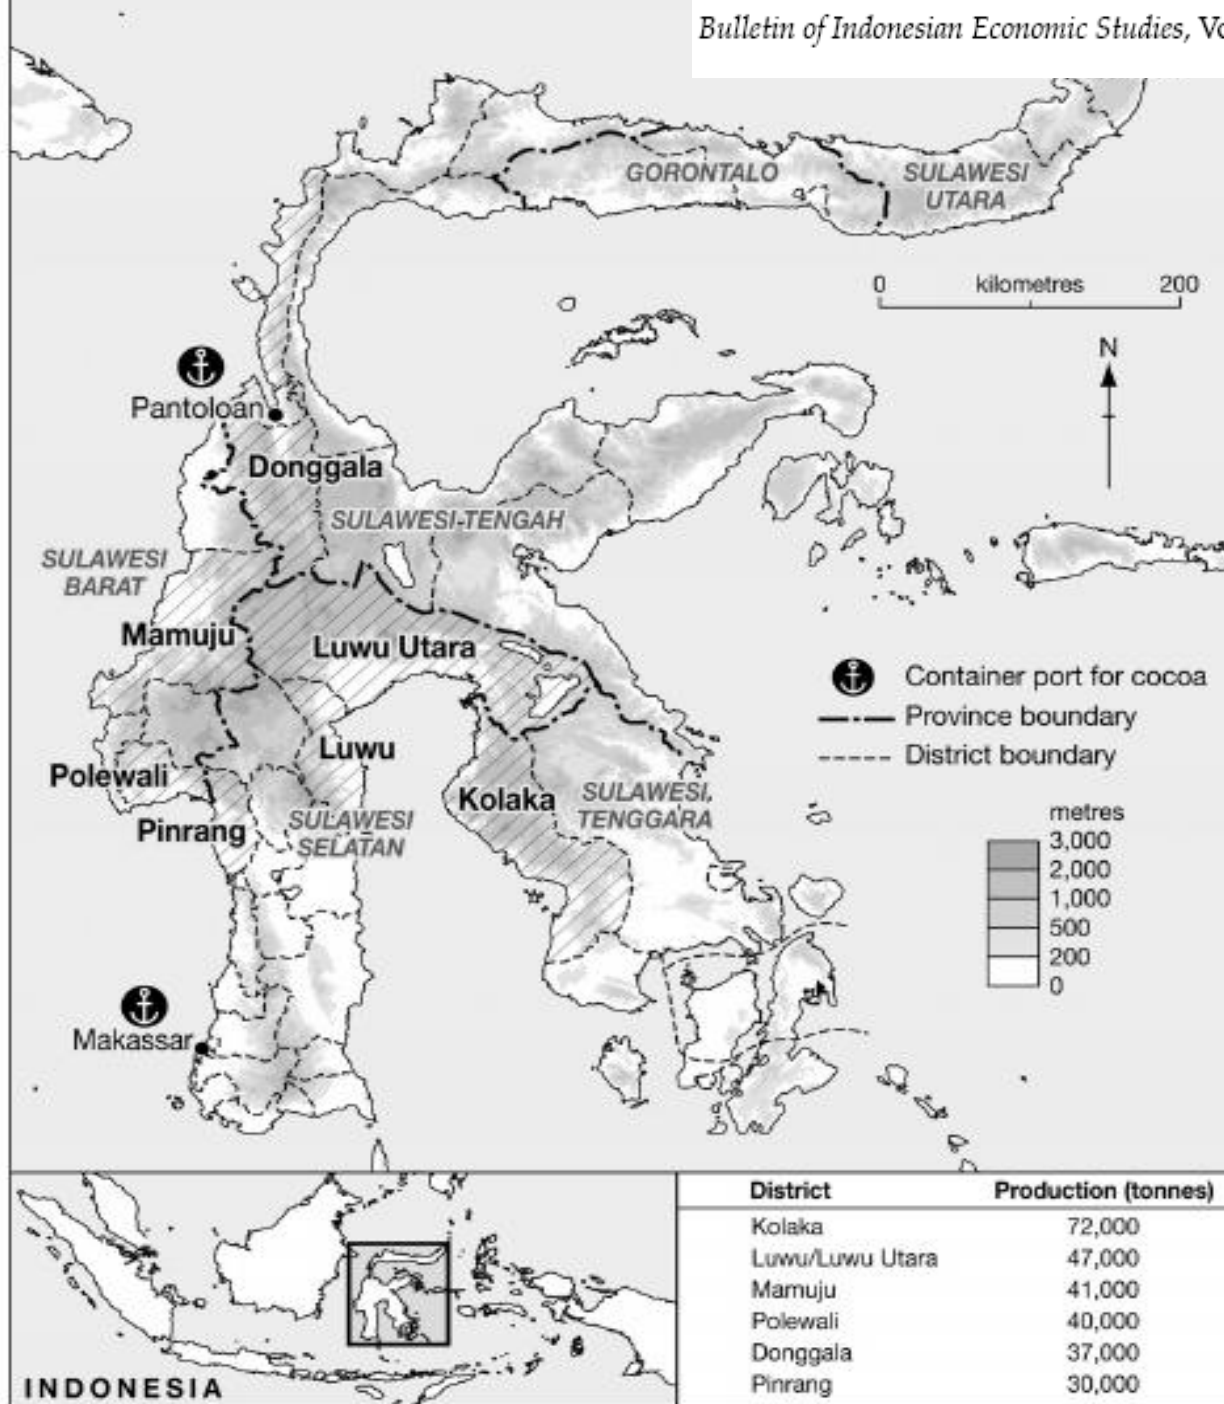 Bulletin of Indonesian Economic Studies,
GORONTALO
SULAWESI
UTARA
0 kilometres 200
N
Pantoloan
Donggala
SULAWESI TENGAH
SULAWESI
BARAT
Mamuju
Luwu Utara
Container port for cocoa
Province boundary
District boundary
Luwu
Polewali
Kolaka
SULAWESI
TENGGARA
Pinrang
SULAWESI
SELATAN
metres
3,000
2,000
1,000
500
200
0
Makassar
INDONESIA
District Production (tonnes)
Kolaka 72,000
Luwu/Luwu Utara 47,000
Mamuju 41,000
Polewali 40,000
Donggala 37,000
Pinrang 30,000